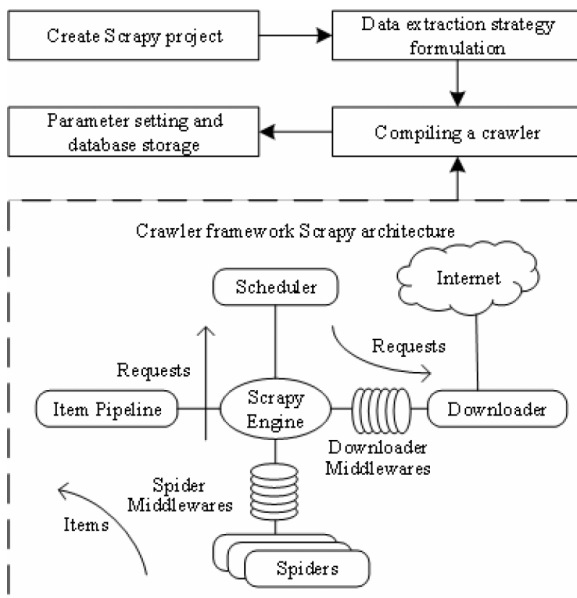 Create Scrapy project
Data extraction strategy
formulation
Parameter setting and
database storage
Compiling a crawler
Crawler framework Scrapy architecture
Internet
Scheduler
Requests
Requests
Item Pipeline
Scrapy
Engine
Downloader
Downloader
Middlewares
Spider
Middlewares
Items
Spiders